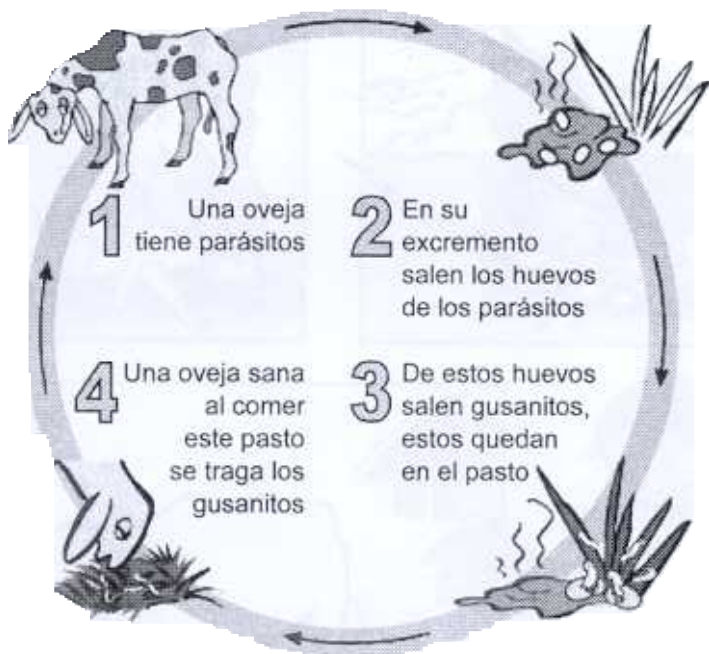 1 Una oveja
tiene parásitos
2 En su
excremento
salen los huevos
de los parásitos
3 De estos huevos
salen gusanitos,
estos quedan
en el pasto
4 Una oveja sana
al comer
este pasto
se traga los
gusanitos